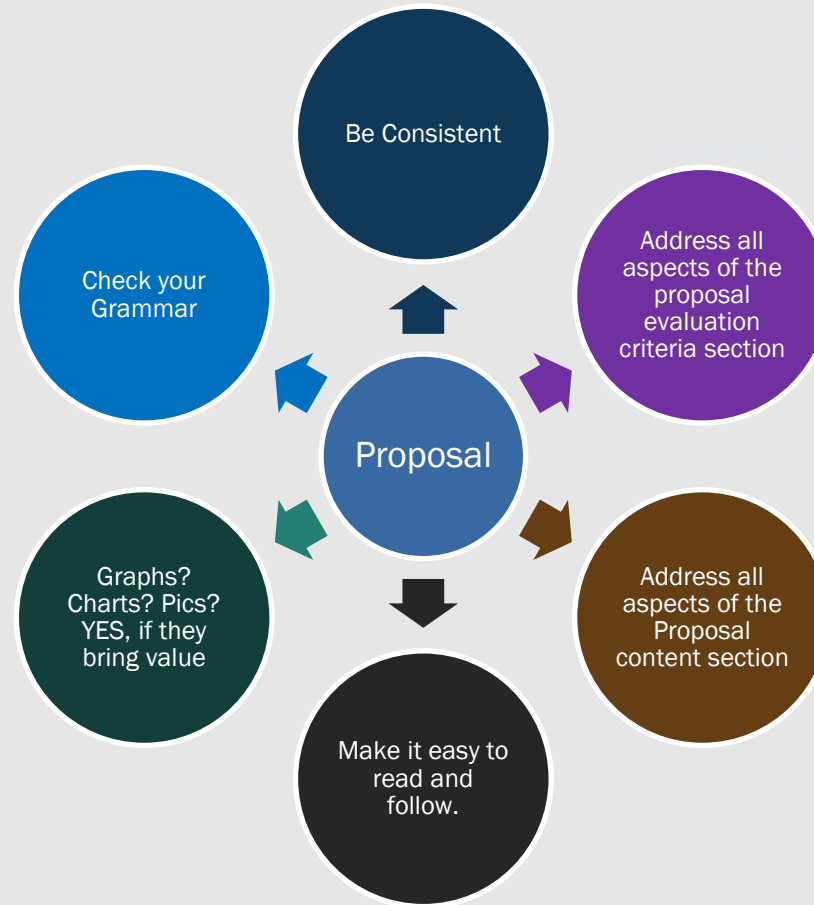 Be Consistent
Address all
aspects of the
proposal
evaluation
criteria section
Check your
Grammar
Proposal
Graphs?
Charts? Pics?
YES, if they
bring value
Address all
aspects of the
Proposal
content section
Make it easy to
read and
follow.